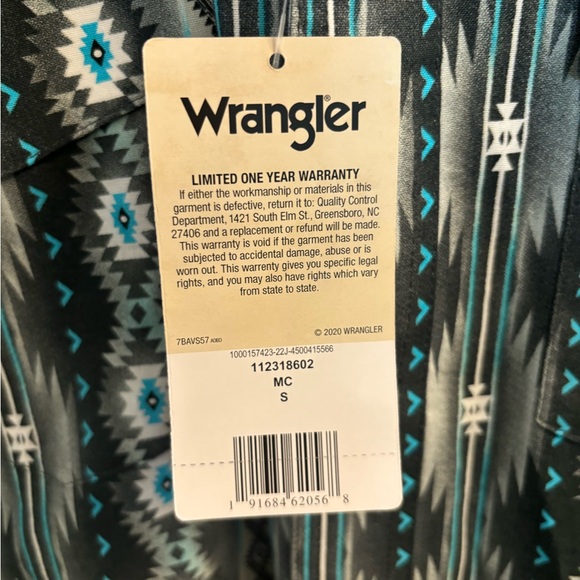 Wrangler®
LIMITED ONE YEAR WARRANTY
If either the workmanship or materials in this
garment is defective, return it to: Quality Control
Department, 1421 South Elm St., Greensboro, NC
27406 and a replacement or refund will be made.
This warranty is void if the garment has been
subjected to accidental damage, abuse or is
worn out. This warrenty gives you specific legal
rights, and you may also have rights which vary
from state to state.
7BAVS57 © 2020 WRANGLER
1000157423-22J-4500415566
112318602
MC
S
1 91684 62056 8